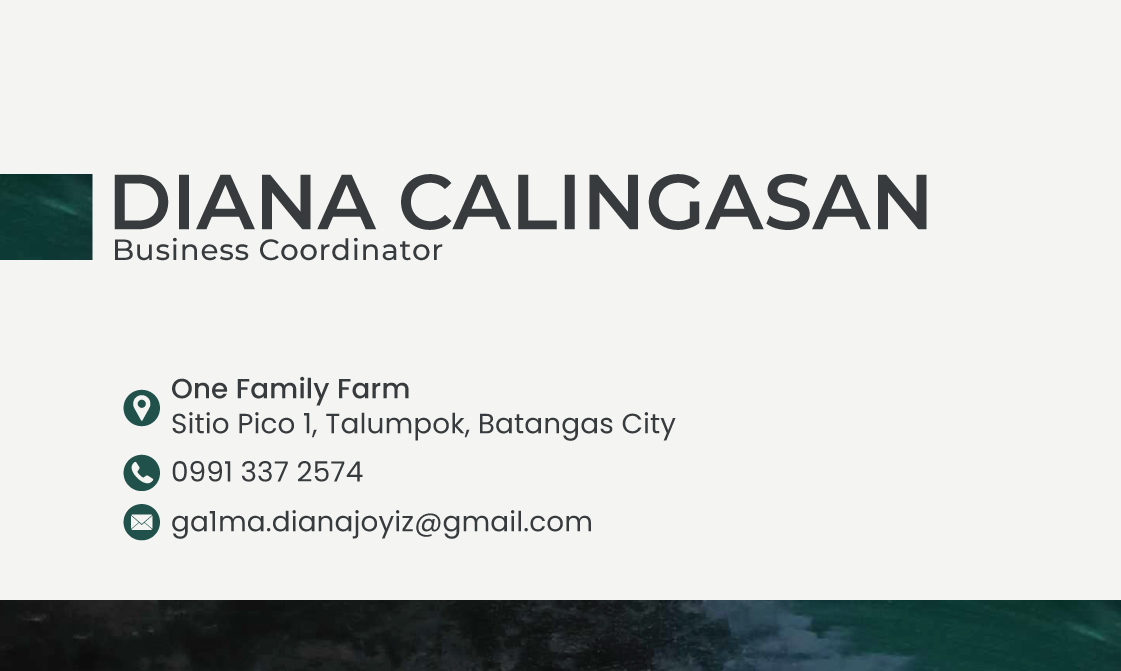 DIANA CALINGASAN
Business Coordinator
One Family Farm
Sitio Pico 1, Talumpok, Batangas City
0991 337 2574
ga1ma.dianajoyiz@gmail.com